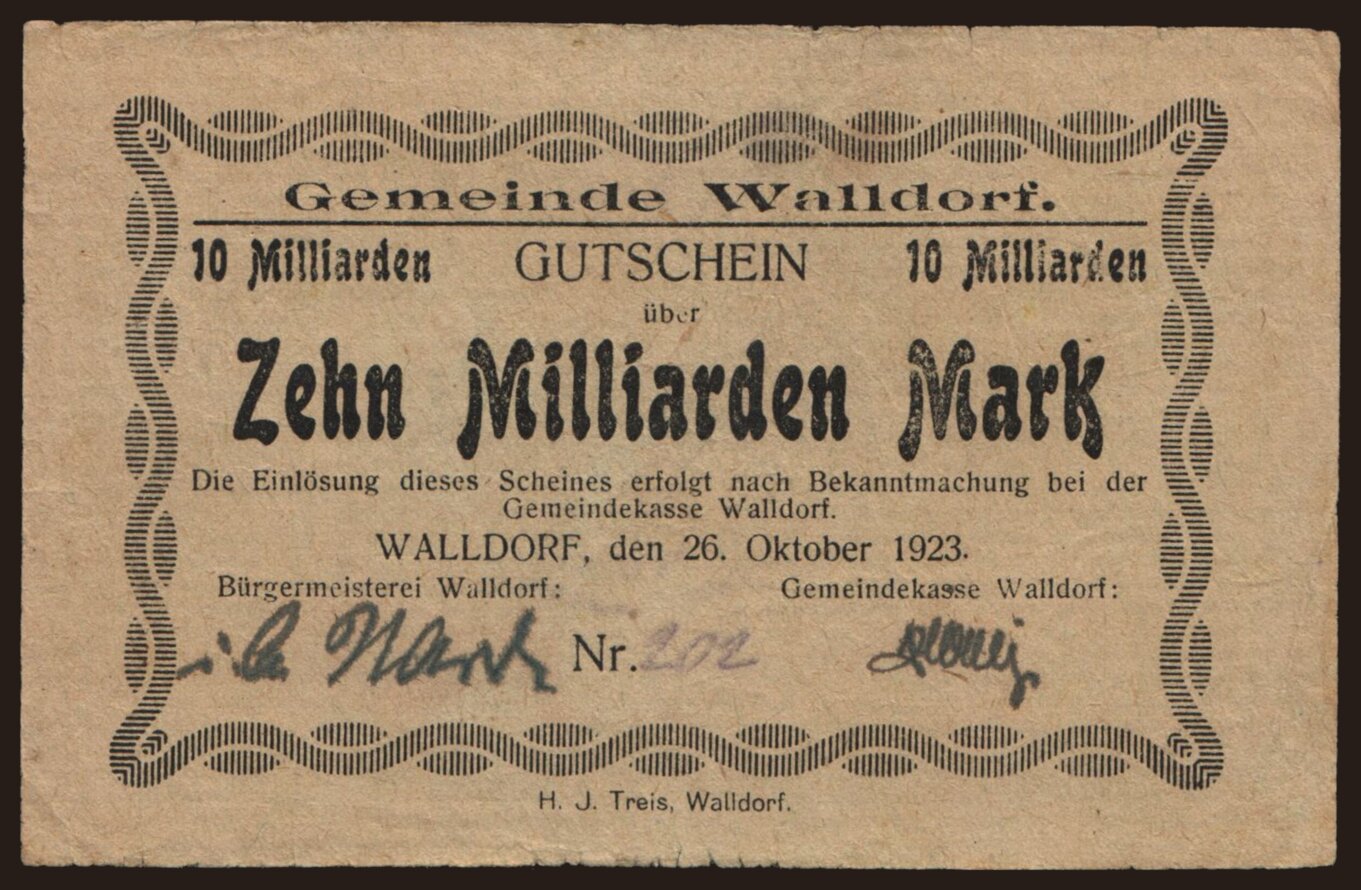 Gemeinde Walldorf.
10 Milliarden GUTSCHEIN 10 Milliarden
über
Zehn Milliarden Mark
Die Einlösung dieses Scheines erfolgt nach Bekanntmachung bei der
Gemeindekasse Walldorf.
WALLDORF, den 26. Oktober 1923.
Bürgermeisterei Walldorf: Gemeindekasse Walldorf:
Nr. 202
H. J. Treis, Walldorf.